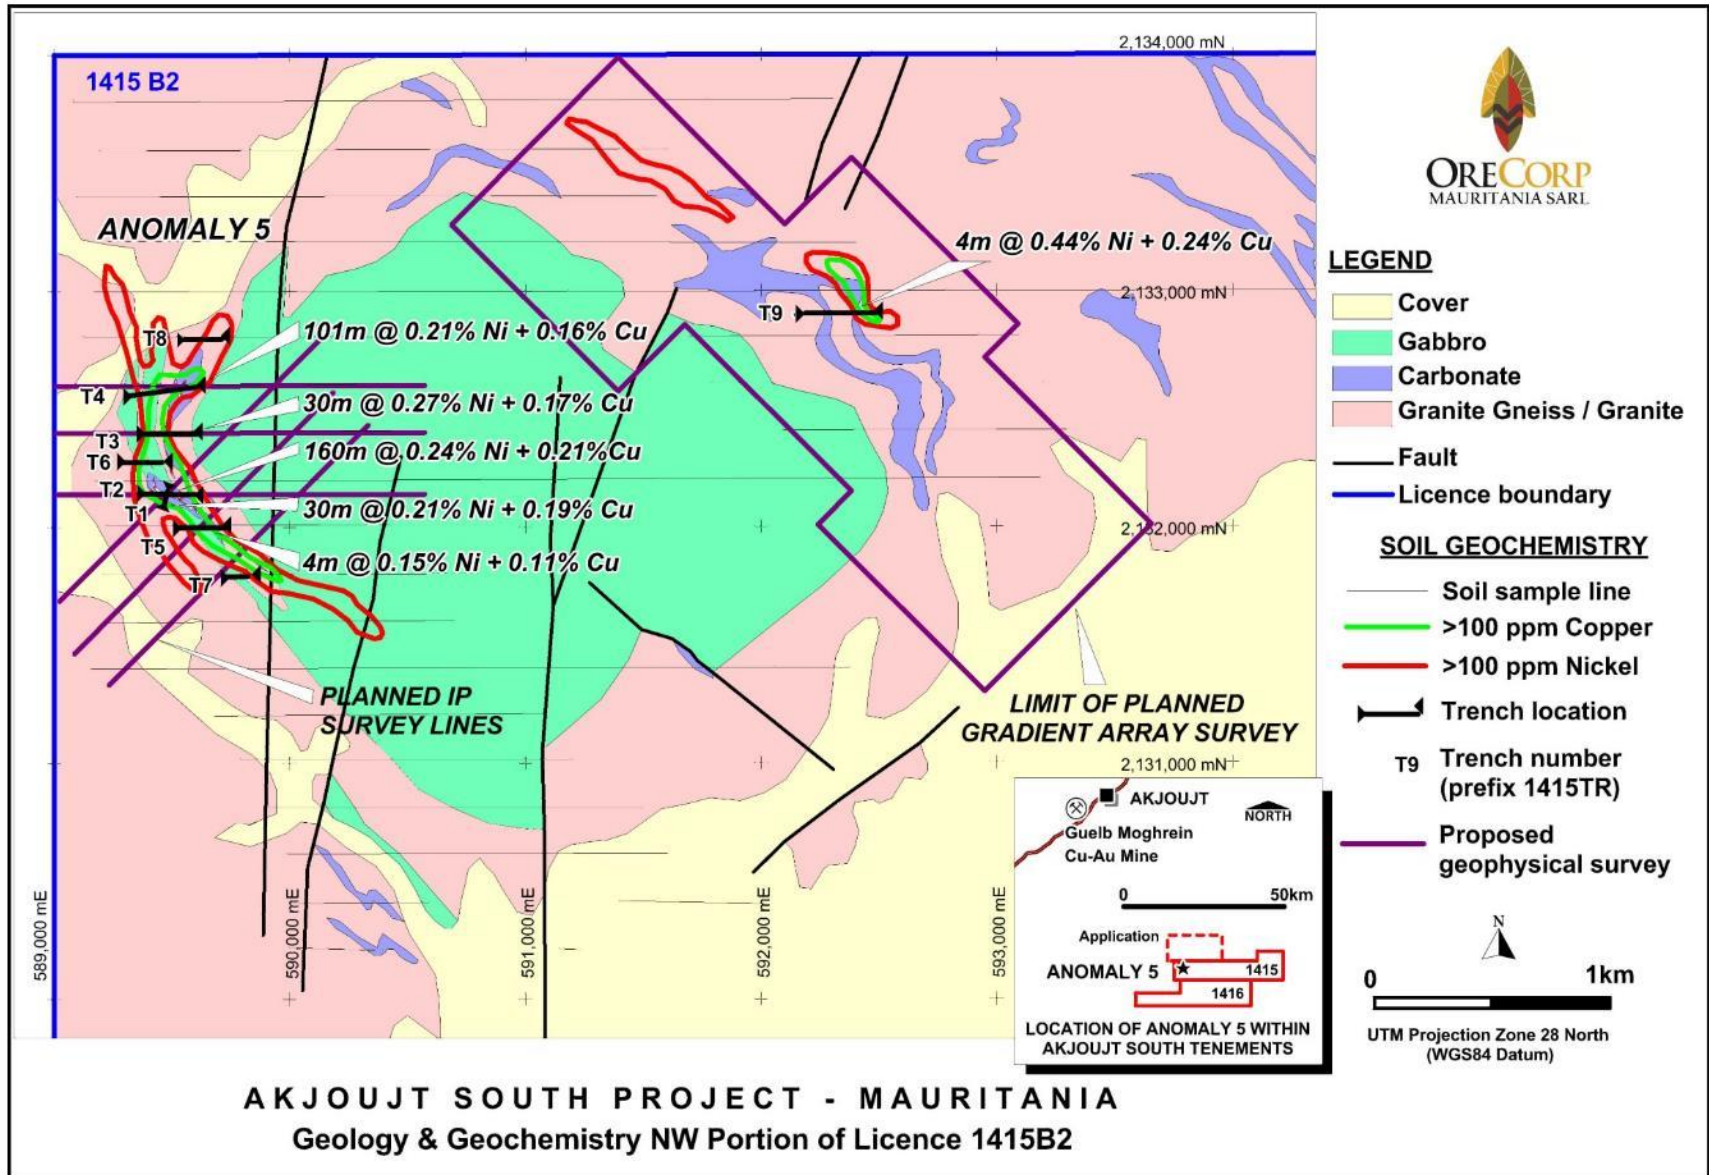 2,134,000 mN
1415 B2
ANOMALY 5
4m @ 0.44% Ni + 0.24% Cu
2,133,000 mN
T9
T8
101m @ 0.21% Ni + 0.16% Cu
T4
30m @ 0.27% Ni + 0.17% Cu
T3
T6
160m @ 0.24% Ni + 0.21%Cu
T2
T1
30m @ 0.21% Ni + 0.19% Cu
2,132,000 mN
T5
4m @ 0.15% Ni + 0.11% Cu
T7
PLANNED IP
SURVEY LINES
LIMIT OF PLANNED
GRADIENT ARRAY SURVEY
2,131,000 mN
589,000 mE
590,000 mE
591,000 mE
592,000 mE
593,000 mE
AKJOUJT
NORTH
Guelb Moghrein
Cu-Au Mine
0 50km
Application
ANOMALY 5
1415
1416
LOCATION OF ANOMALY 5 WITHIN
AKJOUJT SOUTH TENEMENTS
ORECORP
MAURITANIA SARL
LEGEND
Cover
Gabbro
Carbonate
Granite Gneiss / Granite
Fault
Licence boundary
SOIL GEOCHEMISTRY
Soil sample line
>100 ppm Copper
>100 ppm Nickel
Trench location
T9 Trench number
(prefix 1415TR)
Proposed
geophysical survey
N
0 1km
UTM Projection Zone 28 North
(WGS84 Datum)
AKJOUJT SOUTH PROJECT - MAURITANIA
Geology & Geochemistry NW Portion of Licence 1415B2